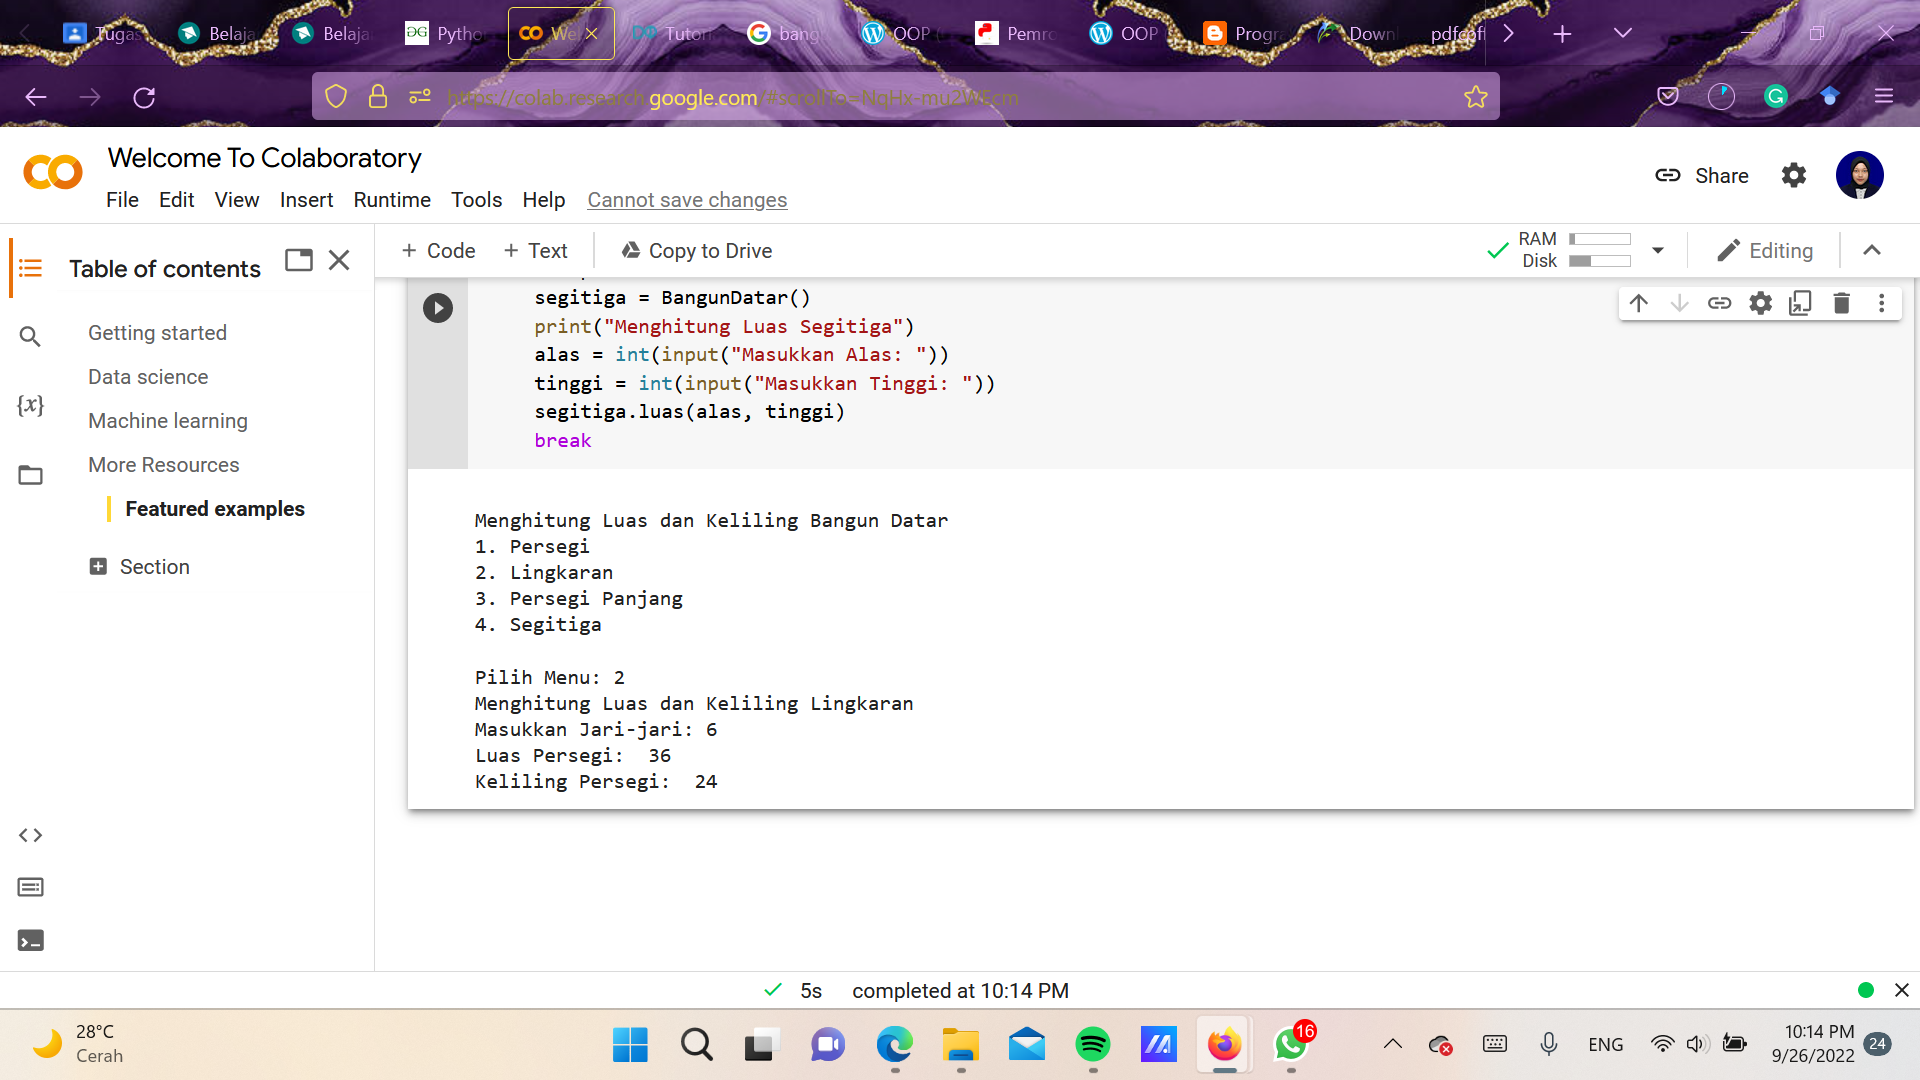 Tugas
Belaja
Belaja
Pytho
We
Tutori
bang
OOP (
Pemro
OOP
Progra
Downl
pdfcoff
https://colab.research.google.com/#scrollTo=NqHx-mu2WEcm
Welcome To Colaboratory
File Edit View Insert Runtime Tools Help Cannot save changes
Share
Table of contents
+ Code + Text Copy to Drive
RAM
Disk
Editing
Getting started
Data science
Machine learning
More Resources
Featured examples
Section
segitiga = BangunDatar()
print("Menghitung Luas Segitiga")
alas = int(input("Masukkan Alas: "))
tinggi = int(input("Masukkan Tinggi: "))
segitiga.luas(alas, tinggi)
break
Menghitung Luas dan Keliling Bangun Datar
1. Persegi
2. Lingkaran
3. Persegi Panjang
4. Segitiga
Pilih Menu: 2
Menghitung Luas dan Keliling Lingkaran
Masukkan Jari-jari: 6
Luas Persegi:  36
Keliling Persegi:  24
5s completed at 10:14 PM
28°C
Cerah
16
ENG
10:14 PM
9/26/2022
24